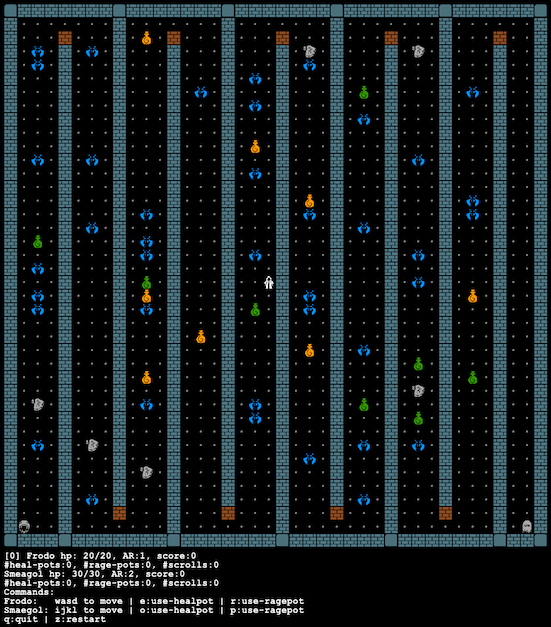 [0] Frodo hp: 20/20, AR:1, score:0
#heal-pots:0, #rage-pots:0, #scrolls:0
Smeagol hp: 30/30, AR:2, score:0
#heal-pots:0, #rage-pots:0, #scrolls:0
Commands:
Frodo: wasd to move | e:use-healpot | r:use-ragepot
Smaegol: ijkl to move | o:use-healpot | p:use-ragepot
q:quit | z:restart